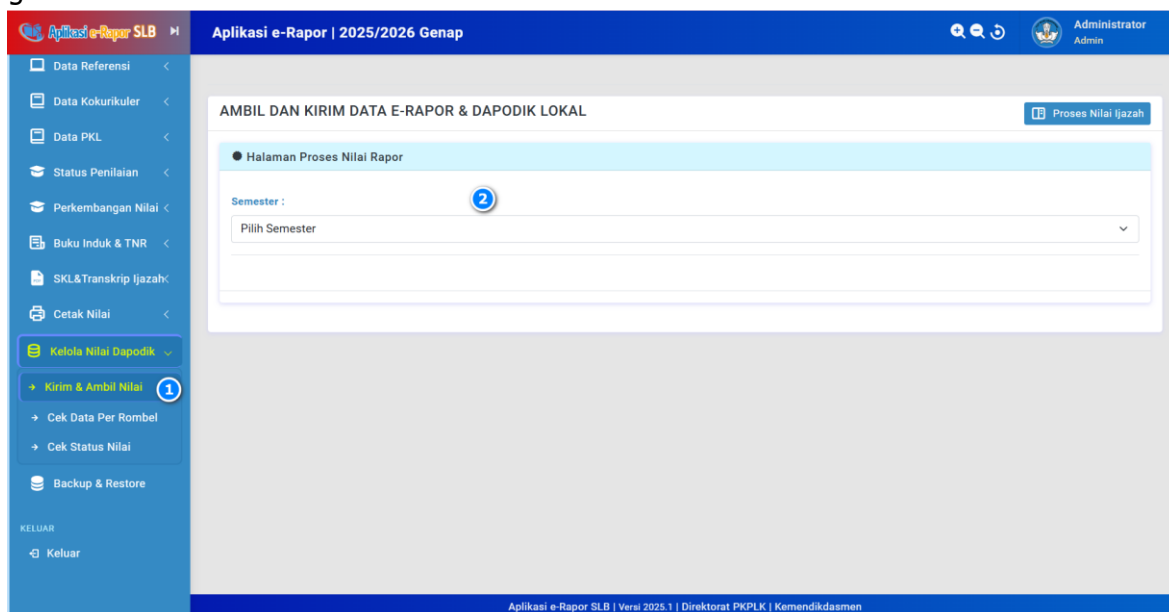 Aplikasi e-Rapor SLB
Aplikasi e-Rapor | 2025/2026 Genap
Administrator
Admin
Data Referensi
Data Kokurikuler
Data PKL
Status Penilaian
Perkembangan Nilai
Buku Induk & TNR
SKL&Transkrip Ijazah
Cetak Nilai
Kelola Nilai Dapodik
Kirim & Ambil Nilai
1
Cek Data Per Rombel
Cek Status Nilai
Backup & Restore
KELUAR
Keluar
AMBIL DAN KIRIM DATA E-RAPOR & DAPODIK LOKAL
Proses Nilai Ijazah
Halaman Proses Nilai Rapor
Semester :
2
Pilih Semester
Aplikasi e-Rapor SLB | Versi 2025.1 | Direktorat PKPLK | Kemendikdasmen